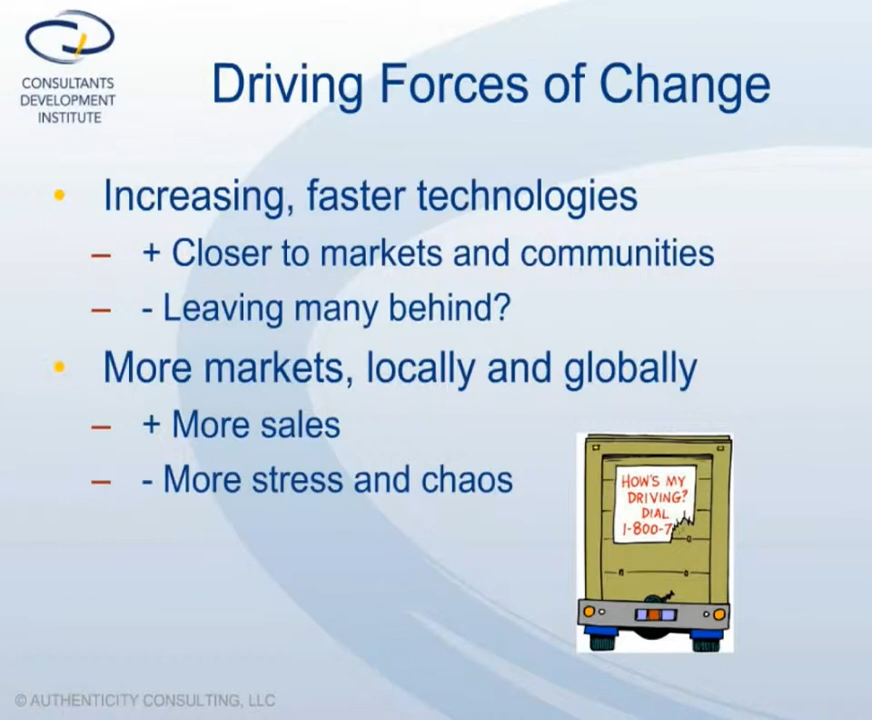 CONSULTANTS
DEVELOPMENT
INSTITUTE
Driving Forces of Change
• Increasing, faster technologies
– + Closer to markets and communities
– - Leaving many behind?
• More markets, locally and globally
– + More sales
– - More stress and chaos
HOW'S MY
DRIVING?
DIAL
1-800-7
© AUTHENTICITY CONSULTING, LLC